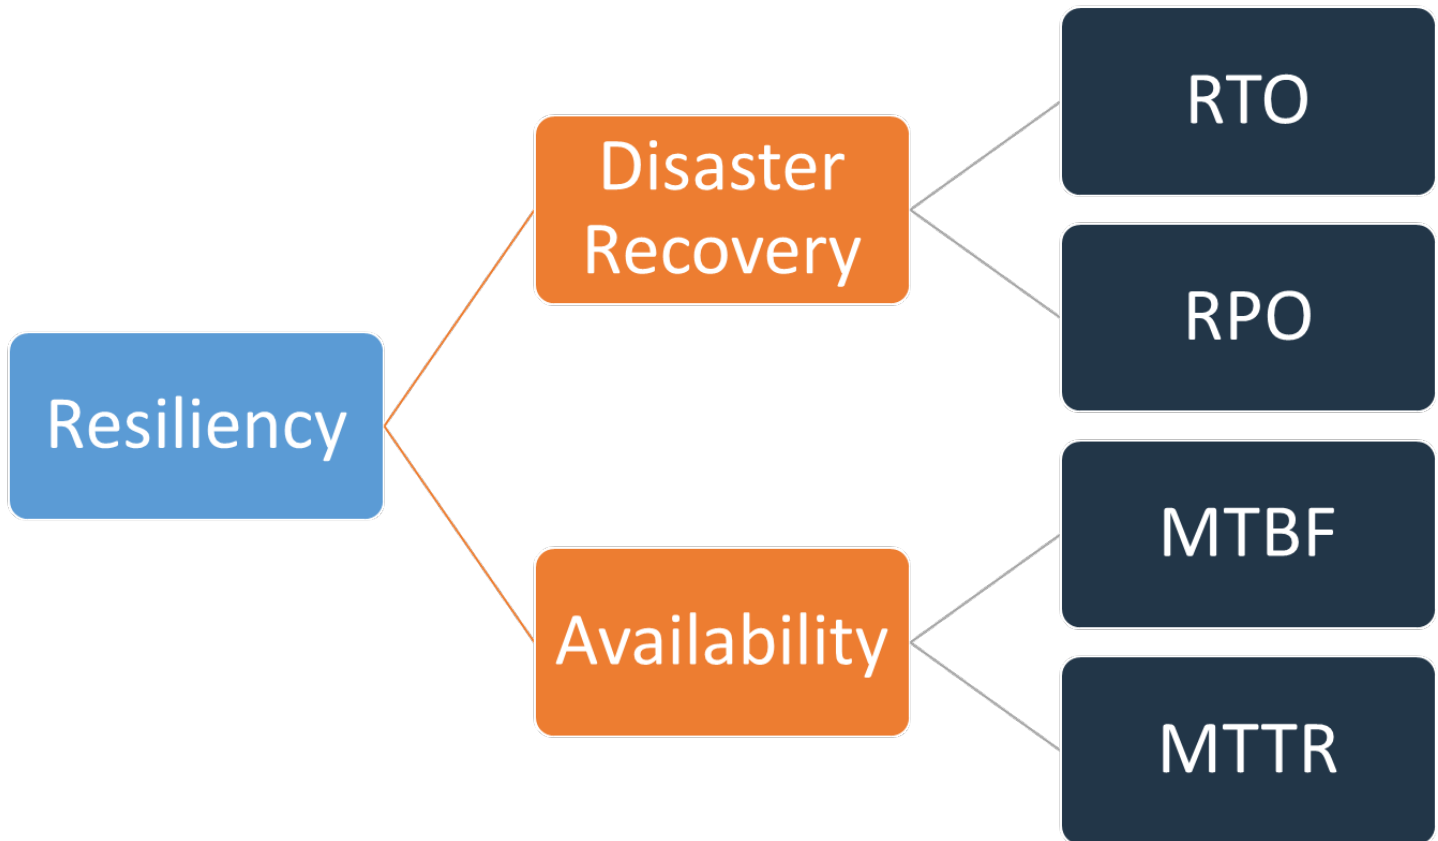 Resiliency
Disaster
Recovery
RTO
RPO
Availability
MTBF
MTTR